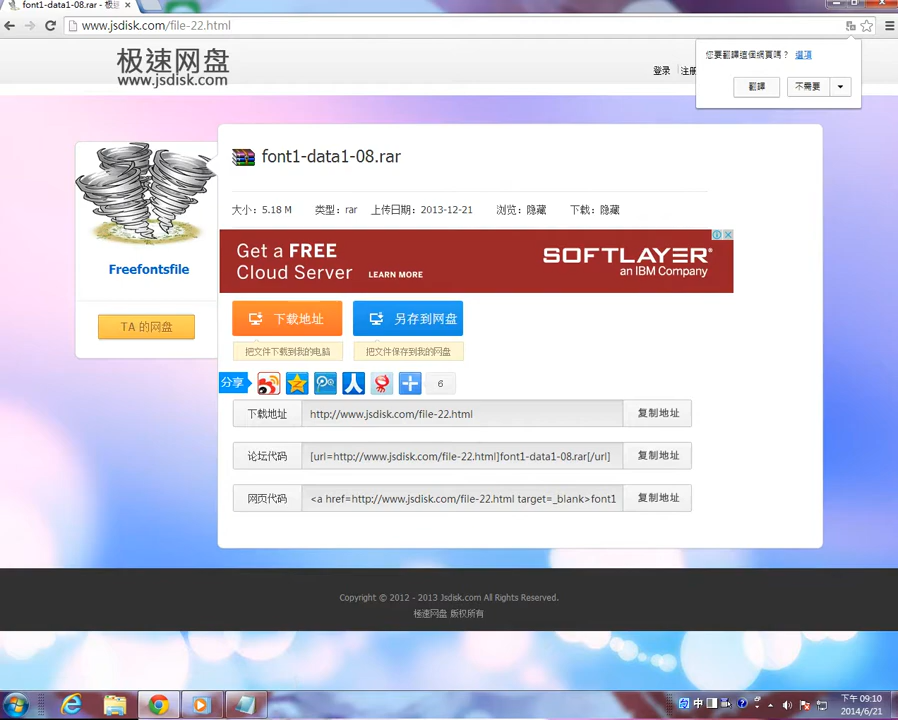 font1-data1-08.rar - 极速
www.jsdisk.com/file-22.html
极速网盘
www.jsdisk.com
登录
注册
您要翻譯這個網頁嗎？ 選項
翻譯
不需要
font1-data1-08.rar
大小：5.18 M 类型：rar 上传日期：2013-12-21 浏览：隐藏 下载：隐藏
Freefontsfile
TA 的网盘
Get a FREE
Cloud Server LEARN MORE
SOFTLAYER®
an IBM Company
下载地址
另存到网盘
把文件下载到我的电脑
把文件保存到我的网盘
分享
6
下载地址 http://www.jsdisk.com/file-22.html 复制地址
论坛代码 [url=http://www.jsdisk.com/file-22.html]font1-data1-08.rar[/url] 复制地址
网页代码 <a href=http://www.jsdisk.com/file-22.html target=_blank>font1 复制地址
Copyright © 2012 - 2013 Jsdisk.com All Rights Reserved.
极速网盘 版权所有
中
下午 09:10
2014/6/21